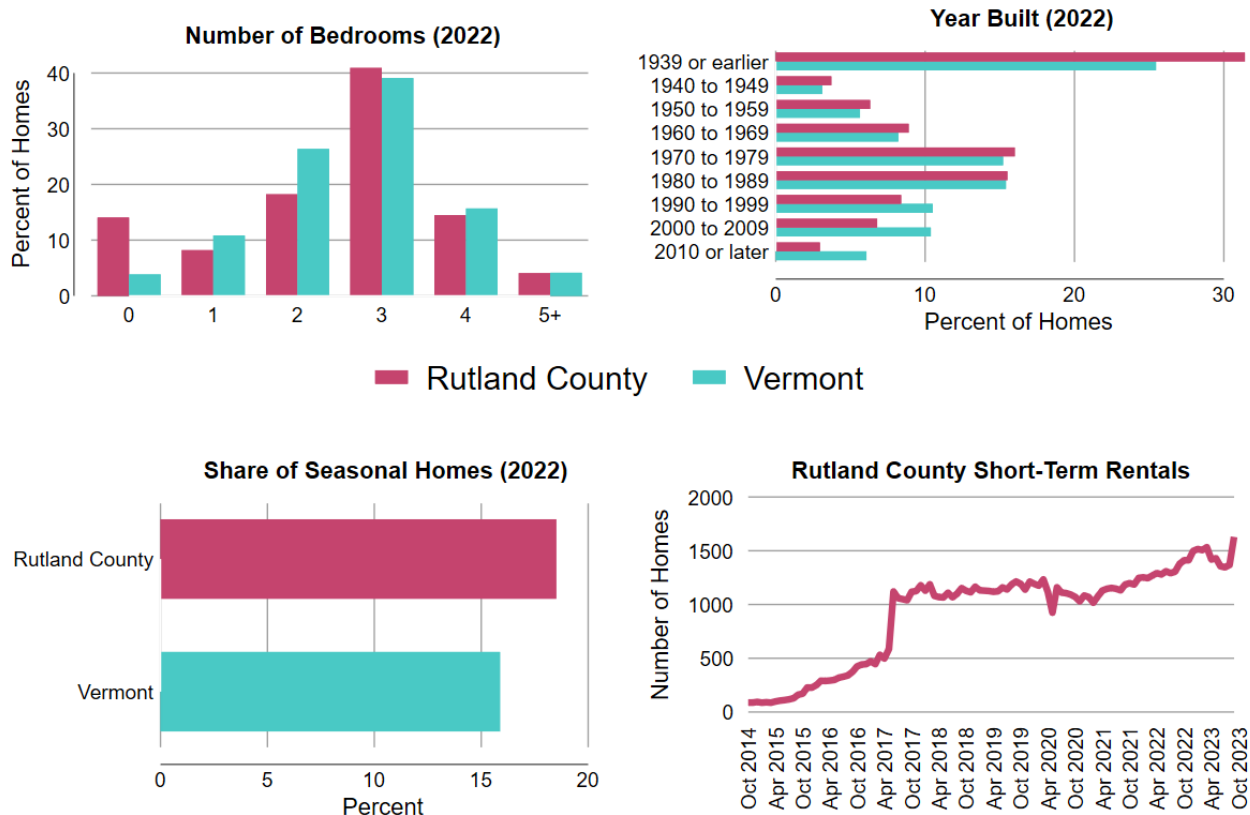 Number of Bedrooms (2022)
Percent of Homes
40
30
20
10
0
0 1 2 3 4 5+
Year Built (2022)
1939 or earlier
1940 to 1949
1950 to 1959
1960 to 1969
1970 to 1979
1980 to 1989
1990 to 1999
2000 to 2009
2010 or later
0 10 20 30
Percent of Homes
Rutland County Vermont
Share of Seasonal Homes (2022)
Rutland County
Vermont
0 5 10 15 20
Percent
Rutland County Short-Term Rentals
Number of Homes
2000
1500
1000
500
0
Oct 2014
Apr 2015
Oct 2015
Apr 2016
Oct 2016
Apr 2017
Oct 2017
Apr 2018
Oct 2018
Apr 2019
Oct 2019
Apr 2020
Oct 2020
Apr 2021
Oct 2021
Apr 2022
Oct 2022
Apr 2023
Oct 2023